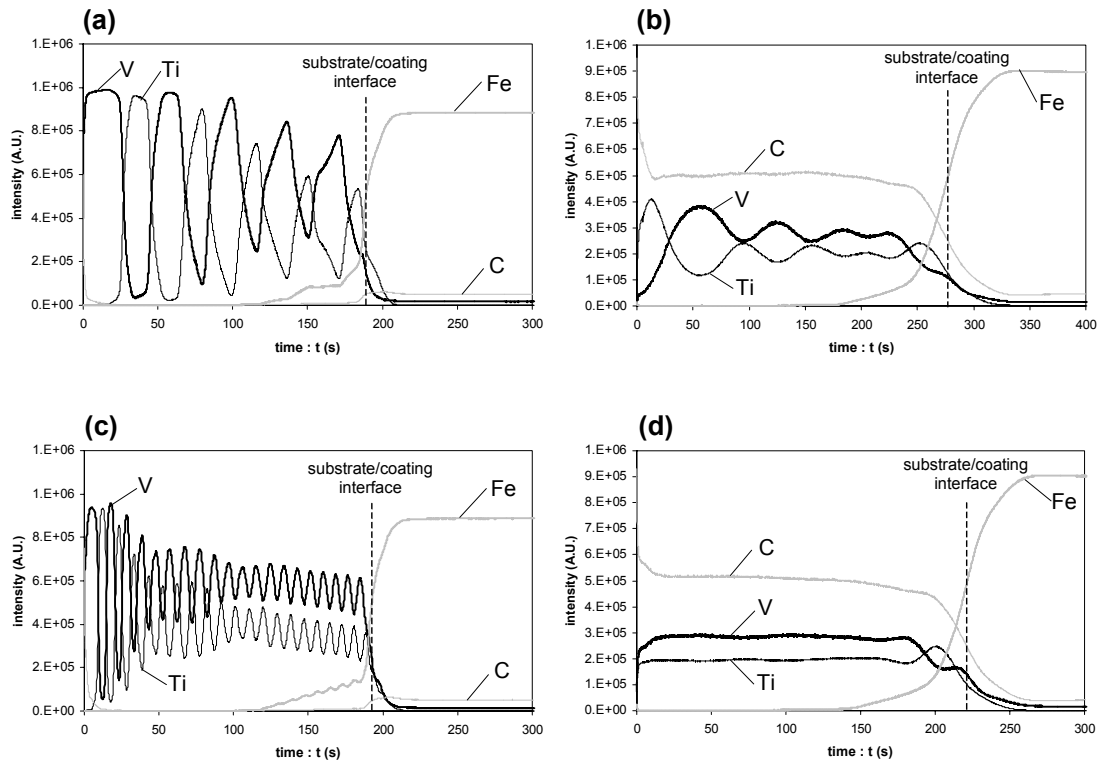 (a)
1.E+06
1.E+06
8.E+05
6.E+05
4.E+05
2.E+05
0.E+00
intensity (A.U.)
V
Ti
substrate/coating
interface
Fe
C
0 50 100 150 200 250 300
time : t (s)
(b)
1.E+06
9.E+05
8.E+05
7.E+05
6.E+05
5.E+05
4.E+05
3.E+05
2.E+05
1.E+05
0.E+00
intensity (A.U.)
substrate/coating
interface
Fe
C
V
Ti
0 50 100 150 200 250 300 350 400
time : t (s)
(c)
1.E+06
1.E+06
8.E+05
6.E+05
4.E+05
2.E+05
0.E+00
intensity (A.U.)
V
substrate/coating
interface
Fe
Ti
C
0 50 100 150 200 250 300
time : t (s)
(d)
1.E+06
9.E+05
8.E+05
7.E+05
6.E+05
5.E+05
4.E+05
3.E+05
2.E+05
1.E+05
0.E+00
intensity (A.U.)
substrate/coating
interface
Fe
C
V
Ti
0 50 100 150 200 250 300
time : t (s)